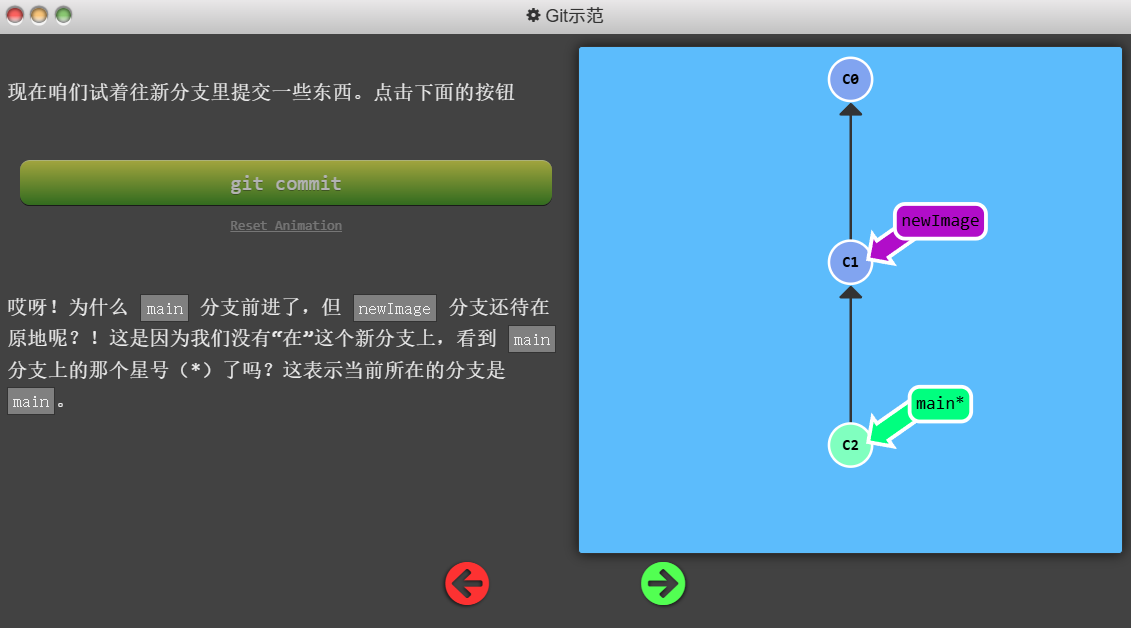 Git示范
现在咱们试着往新分支里提交一些东西。点击下面的按钮
git commit
Reset Animation
哎呀！为什么 main 分支前进了，但 newImage 分支还待在
原地呢？！这是因为我们没有“在”这个新分支上，看到 main
分支上的那个星号（*）了吗？这表示当前所在的分支是
main。
C0
newImage
C1
main*
C2